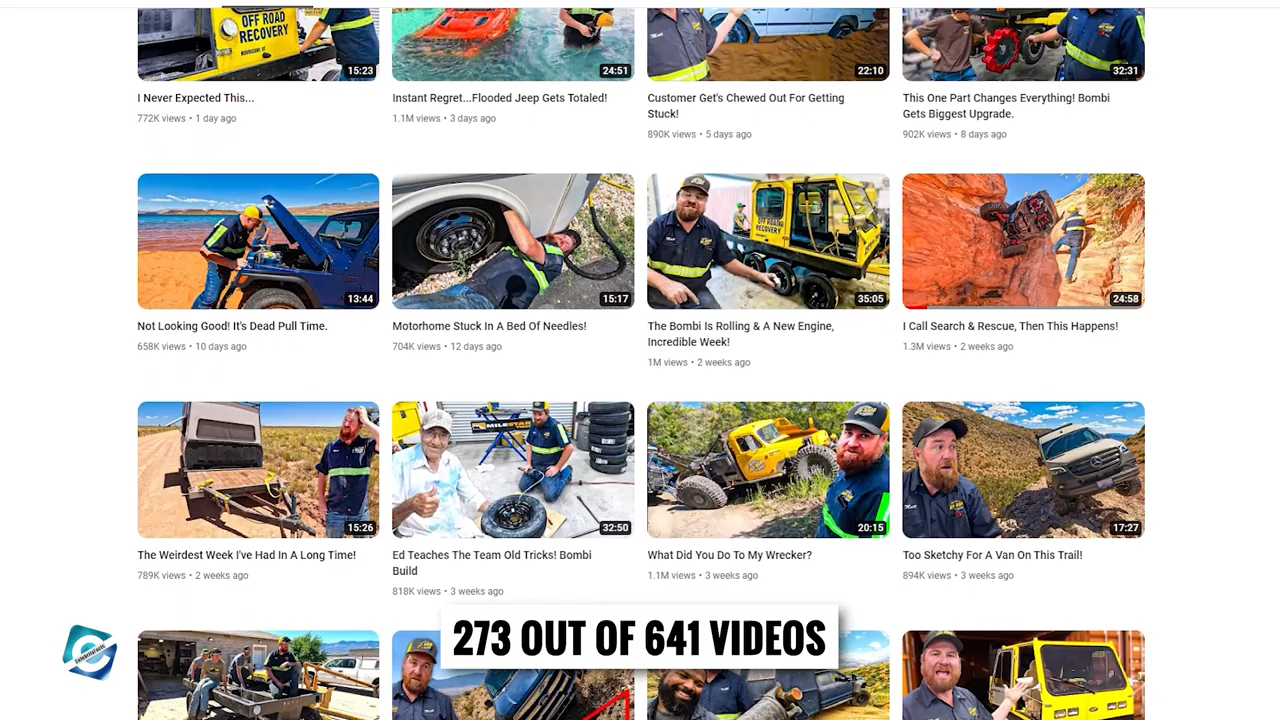 OFF ROAD
RECOVERY
15:23
24:51
22:10
32:31
I Never Expected This...
Instant Regret...Flooded Jeep Gets Totaled!
Customer Get's Chewed Out For Getting
Stuck!
This One Part Changes Everything! Bombi
Gets Biggest Upgrade.
772K views • 1 day ago
1.1M views • 3 days ago
890K views • 5 days ago
902K views • 8 days ago
OFF ROAD
RECOVERY
13:44
15:17
35:05
24:58
Not Looking Good! It's Dead Pull Time.
Motorhome Stuck In A Bed Of Needles!
The Bombi Is Rolling & A New Engine,
Incredible Week!
I Call Search & Rescue, Then This Happens!
658K views • 10 days ago
704K views • 12 days ago
1M views • 2 weeks ago
1.3M views • 2 weeks ago
MILESTAR
15:26
32:50
20:15
17:27
The Weirdest Week I've Had In A Long Time!
Ed Teaches The Team Old Tricks! Bombi
Build
What Did You Do To My Wrecker?
Too Sketchy For A Van On This Trail!
789K views • 2 weeks ago
818K views • 3 weeks ago
1.1M views • 3 weeks ago
894K views • 3 weeks ago
273 OUT OF 641 VIDEOS
CelebrityFacts